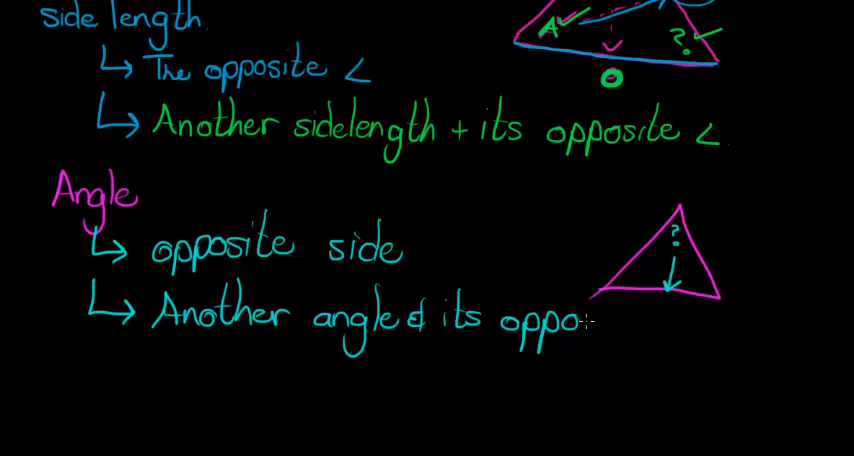 side length
A ?
↳ The opposite ∠
O
↳ Another sidelength + its opposite ∠
Angle
↳ opposite side
?
↳ Another angle & its oppo